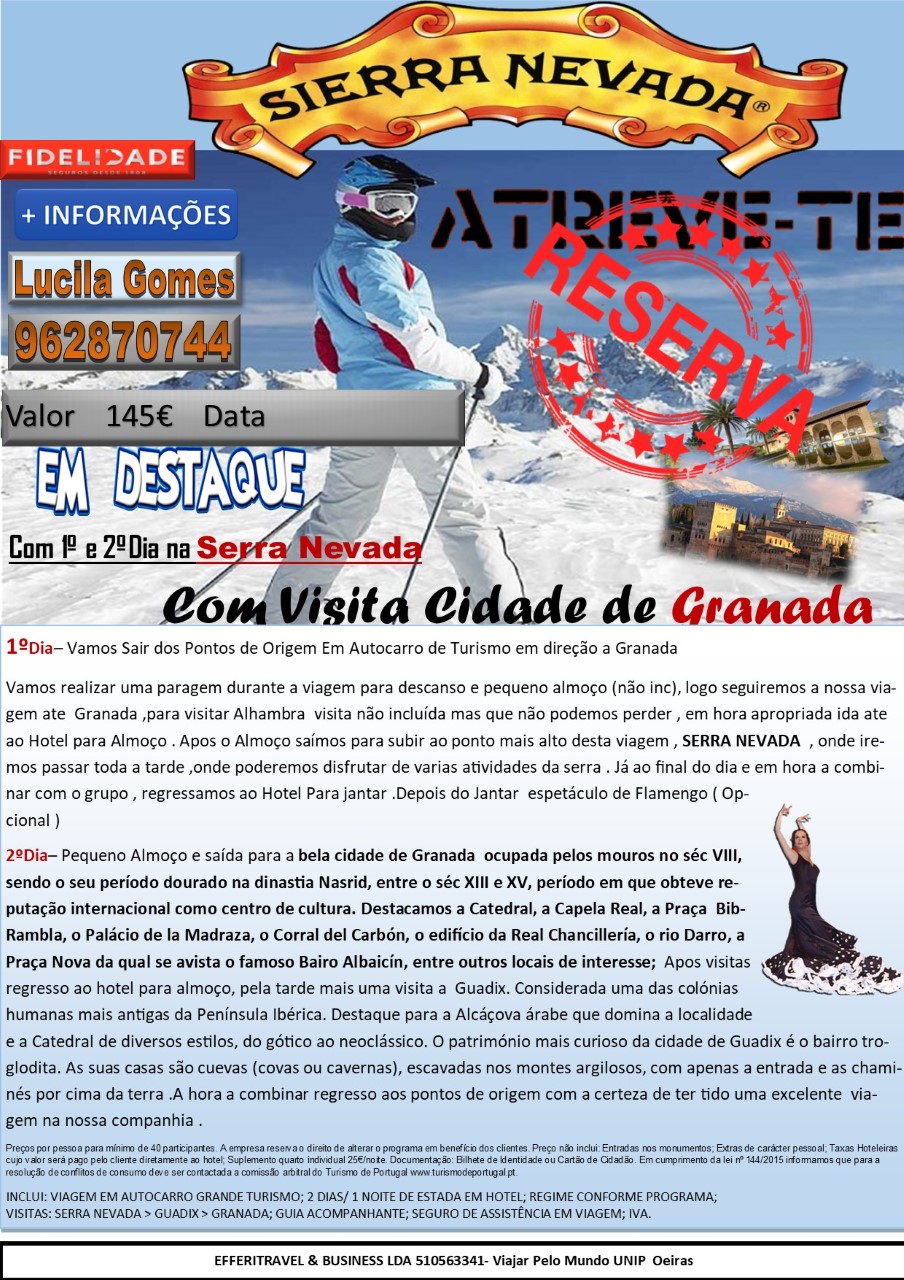 SIERRA NEVADA®
FIDELIDADE
SEGUROS DESDE 1808
+ INFORMAÇÕES
ATREVE-TE
RESERVA
Lucila Gomes
962870744
Valor 145€ Data
EM DESTAQUE
Com 1º e 2º Dia na Serra Nevada
Com Visita Cidade de Granada
1ºDia– Vamos Sair dos Pontos de Origem Em Autocarro de Turismo em direção a Granada
Vamos realizar uma paragem durante a viagem para descanso e pequeno almoço (não inc), logo seguiremos a nossa via-
gem ate Granada ,para visitar Alhambra visita não incluída mas que não podemos perder , em hora apropriada ida ate
ao Hotel para Almoço . Apos o Almoço saímos para subir ao ponto mais alto desta viagem , SERRA NEVADA , onde ire-
mos passar toda a tarde ,onde poderemos disfrutar de varias atividades da serra . Já ao final do dia e em hora a combi-
nar com o grupo , regressamos ao Hotel Para jantar .Depois do Jantar espetáculo de Flamengo ( Op-
cional )
2ºDia– Pequeno Almoço e saída para a bela cidade de Granada ocupada pelos mouros no séc VIII,
sendo o seu período dourado na dinastia Nasrid, entre o séc XIII e XV, período em que obteve re-
putação internacional como centro de cultura. Destacamos a Catedral, a Capela Real, a Praça Bib-
Rambla, o Palácio de la Madraza, o Corral del Carbón, o edifício da Real Chancillería, o rio Darro, a
Praça Nova da qual se avista o famoso Bairo Albaicín, entre outros locais de interesse; Apos visitas
regresso ao hotel para almoço, pela tarde mais uma visita a Guadix. Considerada uma das colónias
humanas mais antigas da Península Ibérica. Destaque para a Alcáçova árabe que domina a localidade
e a Catedral de diversos estilos, do gótico ao neoclássico. O património mais curioso da cidade de Guadix é o bairro tro-
glodita. As suas casas são cuevas (covas ou cavernas), escavadas nos montes argilosos, com apenas a entrada e as chami-
nés por cima da terra .A hora a combinar regresso aos pontos de origem com a certeza de ter tido uma excelente via-
gem na nossa companhia .
Preços por pessoa para mínimo de 40 participantes. A empresa reserva o direito de alterar o programa em benefício dos clientes. Preço não inclui: Entradas nos monumentos; Extras de carácter pessoal; Taxas Hoteleiras
cujo valor será pago pelo cliente diretamente ao hotel; Suplemento quarto individual 25€/noite. Documentação: Bilhete de Identidade ou Cartão de Cidadão. Em cumprimento da lei nº 144/2015 informamos que para a
resolução de conflitos de consumo deve ser contactada a comissão arbitral do Turismo de Portugal www.turismodeportugal.pt.
INCLUI: VIAGEM EM AUTOCARRO GRANDE TURISMO; 2 DIAS/ 1 NOITE DE ESTADA EM HOTEL; REGIME CONFORME PROGRAMA;
VISITAS: SERRA NEVADA > GUADIX > GRANADA; GUIA ACOMPANHANTE; SEGURO DE ASSISTÊNCIA EM VIAGEM; IVA.
EFFERITRAVEL & BUSINESS LDA 510563341- Viajar Pelo Mundo UNIP Oeiras